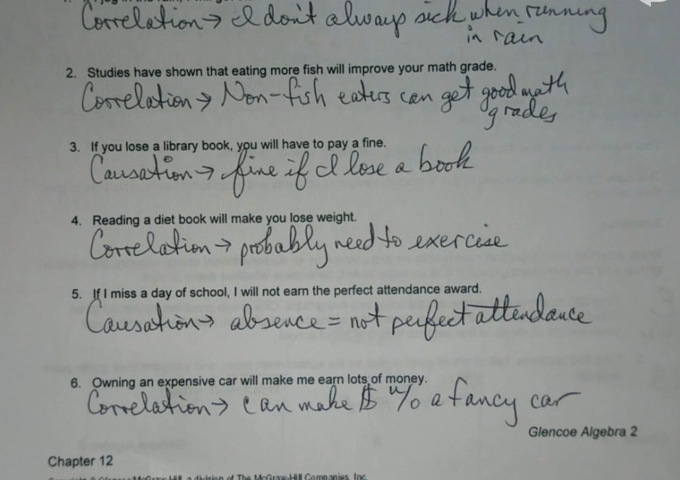 Correlation → I don't always sick when running
in rain
2. Studies have shown that eating more fish will improve your math grade.
Correlation → Non-fish eaters can get good math
grades
3. If you lose a library book, you will have to pay a fine.
Causation → fine if I lose a book
4. Reading a diet book will make you lose weight.
Correlation → probably need to exercise
5. If I miss a day of school, I will not earn the perfect attendance award.
Causation → absence = not perfect attendance
6. Owning an expensive car will make me earn lots of money.
Correlation → can make $ w/o a fancy car
Glencoe Algebra 2
Chapter 12